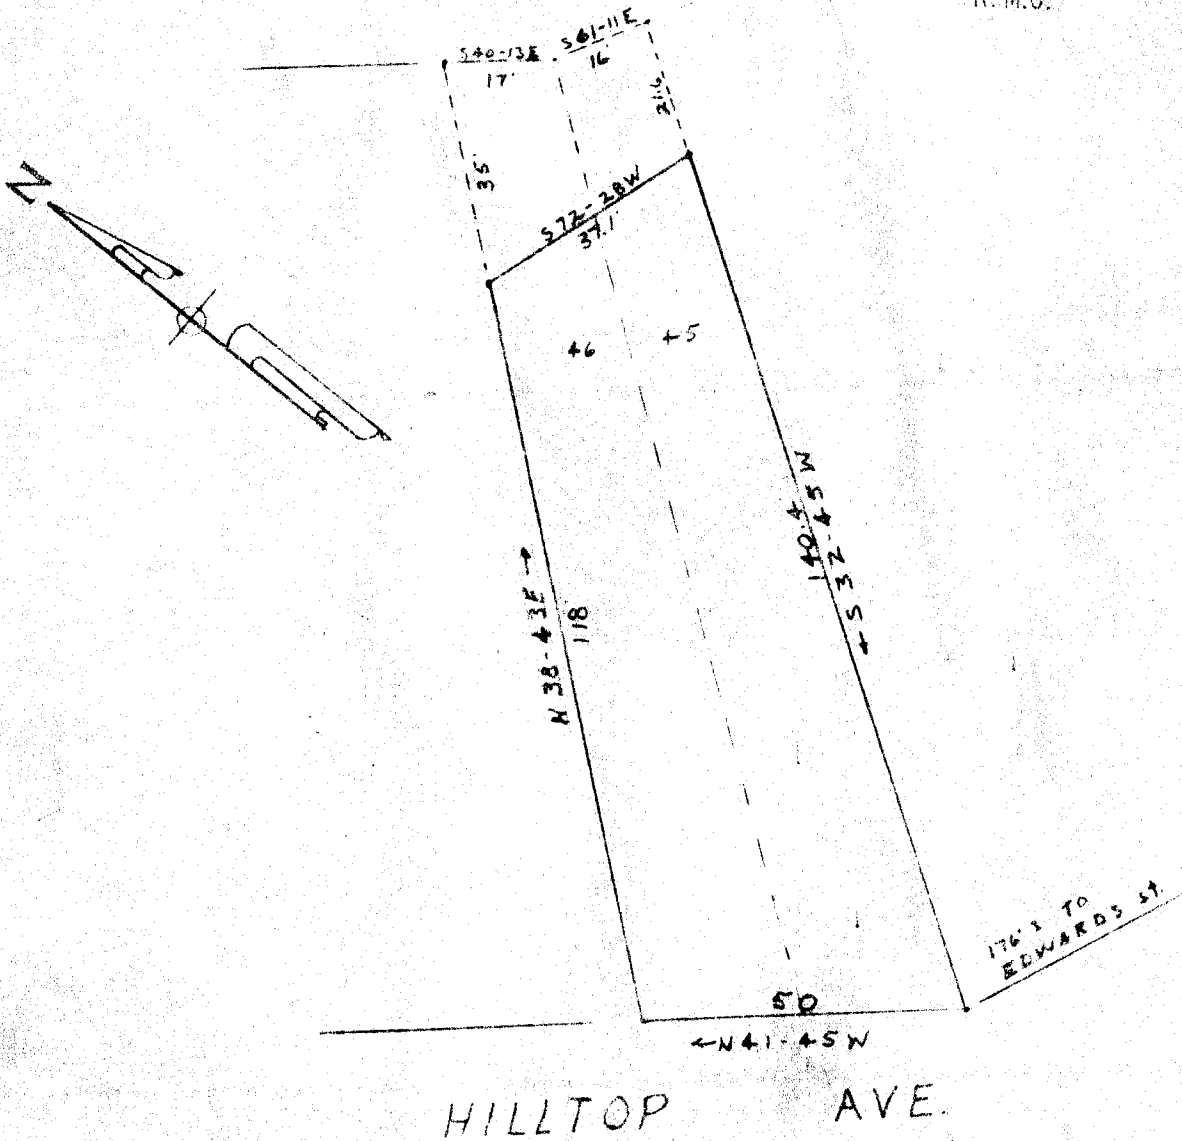 R.M.O.
S40-13E
17'
S61-11E
16
21.6
35'
N
S72-28W
37.1'
46
45
140.4
← S 32-45 W
N 38-43E →
118
176'± TO
EDWARDS ST.
50
← N41-45W
HILLTOP AVE.